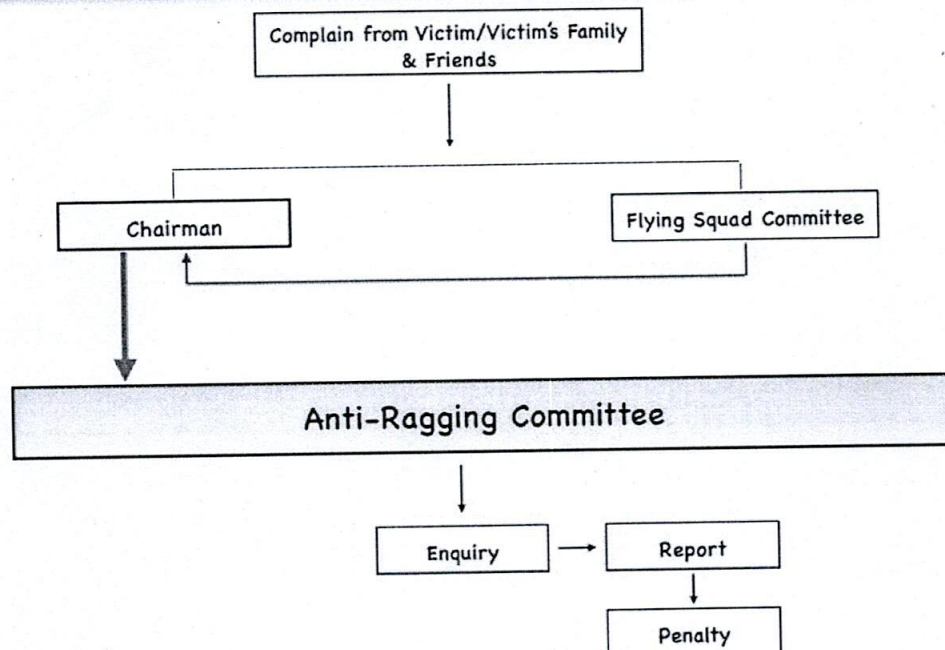 Complain from Victim/Victim's Family
& Friends
Chairman
Flying Squad Committee
Anti-Ragging Committee
Enquiry
Report
Penalty